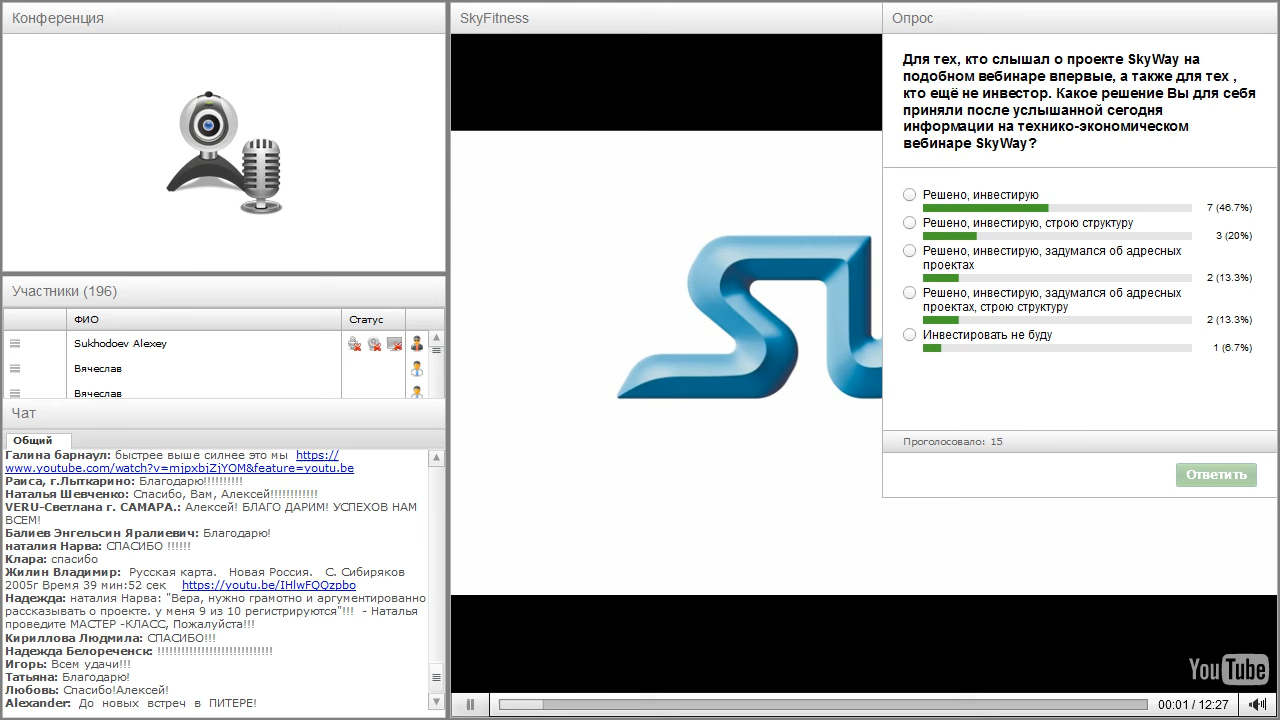 Конференция
SkyFitness
Опрос
Для тех, кто слышал о проекте SkyWay на
подобном вебинаре впервые, а также для тех ,
кто ещё не инвестор. Какое решение Вы для себя
приняли после услышанной сегодня
информации на технико-экономическом
вебинаре SkyWay?
Решено, инвестирую
7 (46.7%)
Решено, инвестирую, строю структуру
3 (20%)
Решено, инвестирую, задумался об адресных
проектах
2 (13.3%)
Решено, инвестирую, задумался об адресных
проектах, строю структуру
2 (13.3%)
Инвестировать не буду
1 (6.7%)
Проголосовало: 15
Ответить
Участники (196)
ФИО Статус
Sukhodoev Alexey
Вячеслав
Вячеслав
Чат
Общий
Галина барнаул: быстрее выше силнее это мы https://
www.youtube.com/watch?v=mjpxbjZjYOM&feature=youtu.be
Раиса, г.Лыткарино: Благодарю!!!!!!!!!!
Наталья Шевченко: Спасибо, Вам, Алексей!!!!!!!!!!!!
VERU-Светлана г. САМАРА.: Алексей! БЛАГО ДАРИМ! УСПЕХОВ НАМ
ВСЕМ!
Балиев Энгельсин Яралиевич: Благодарю!
наталия Нарва: СПАСИБО !!!!!!
Клара: спасибо
Жилин Владимир: Русская карта. Новая Россия. С. Сибиряков
2005г Время 39 мин:52 сек https://youtu.be/IHlwFQQzpbo
Надежда: наталия Нарва: "Вера, нужно грамотно и аргументированно
рассказывать о проекте. у меня 9 из 10 регистрируются"!!! - Наталья
проведите МАСТЕР -КЛАСС, Пожалуйста!!!
Кириллова Людмила: СПАСИБО!!!
Надежда Белореченск: !!!!!!!!!!!!!!!!!!!!!!!!!!!!!
Игорь: Всем удачи!!!
Татьяна: Благодарю!
Любовь: Спасибо!Алексей!
Alexander: До новых встреч в ПИТЕРЕ!
YouTube
00:01 / 12:27